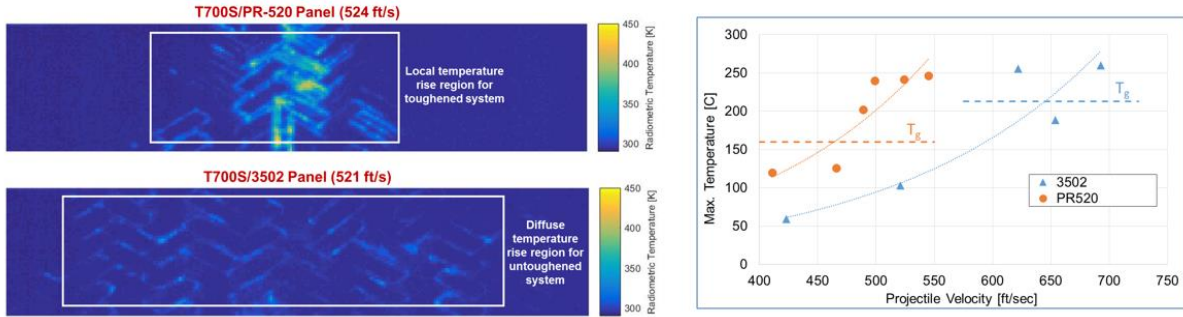 T700S/PR-520 Panel (524 ft/s)
Local temperature
rise region for
toughened system
450
400
350
300
Radiometric Temperature [K]
T700S/3502 Panel (521 ft/s)
Diffuse
temperature
rise region for
untoughened
system
450
400
350
300
Radiometric Temperature [K]
300
250
200
150
100
50
0
Max. Temperature [C]
Tg
Tg
3502
PR520
400 450 500 550 600 650 700 750
Projectile Velocity [ft/sec]